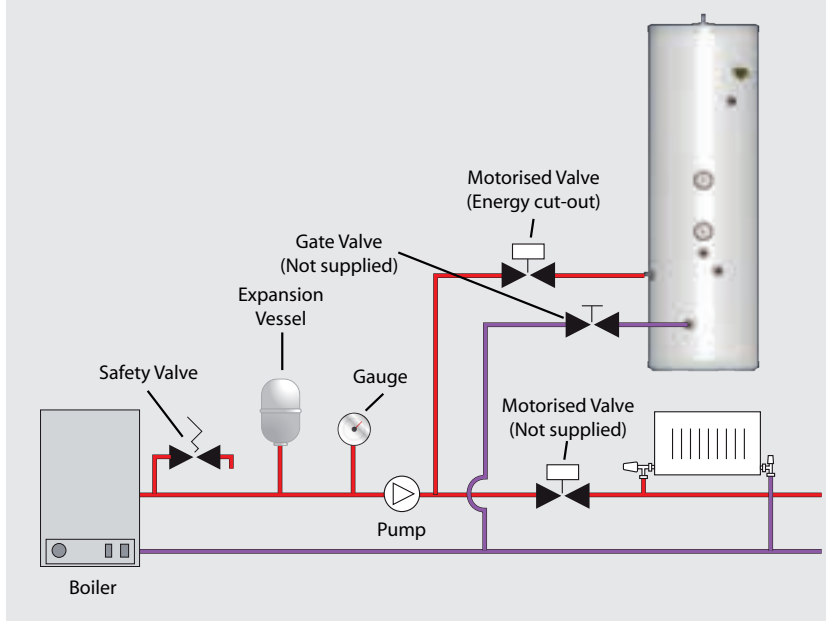 Motorised Valve
(Energy cut-out)
Gate Valve
(Not supplied)
Expansion
Vessel
Safety Valve
Gauge
Motorised Valve
(Not supplied)
Pump
Boiler